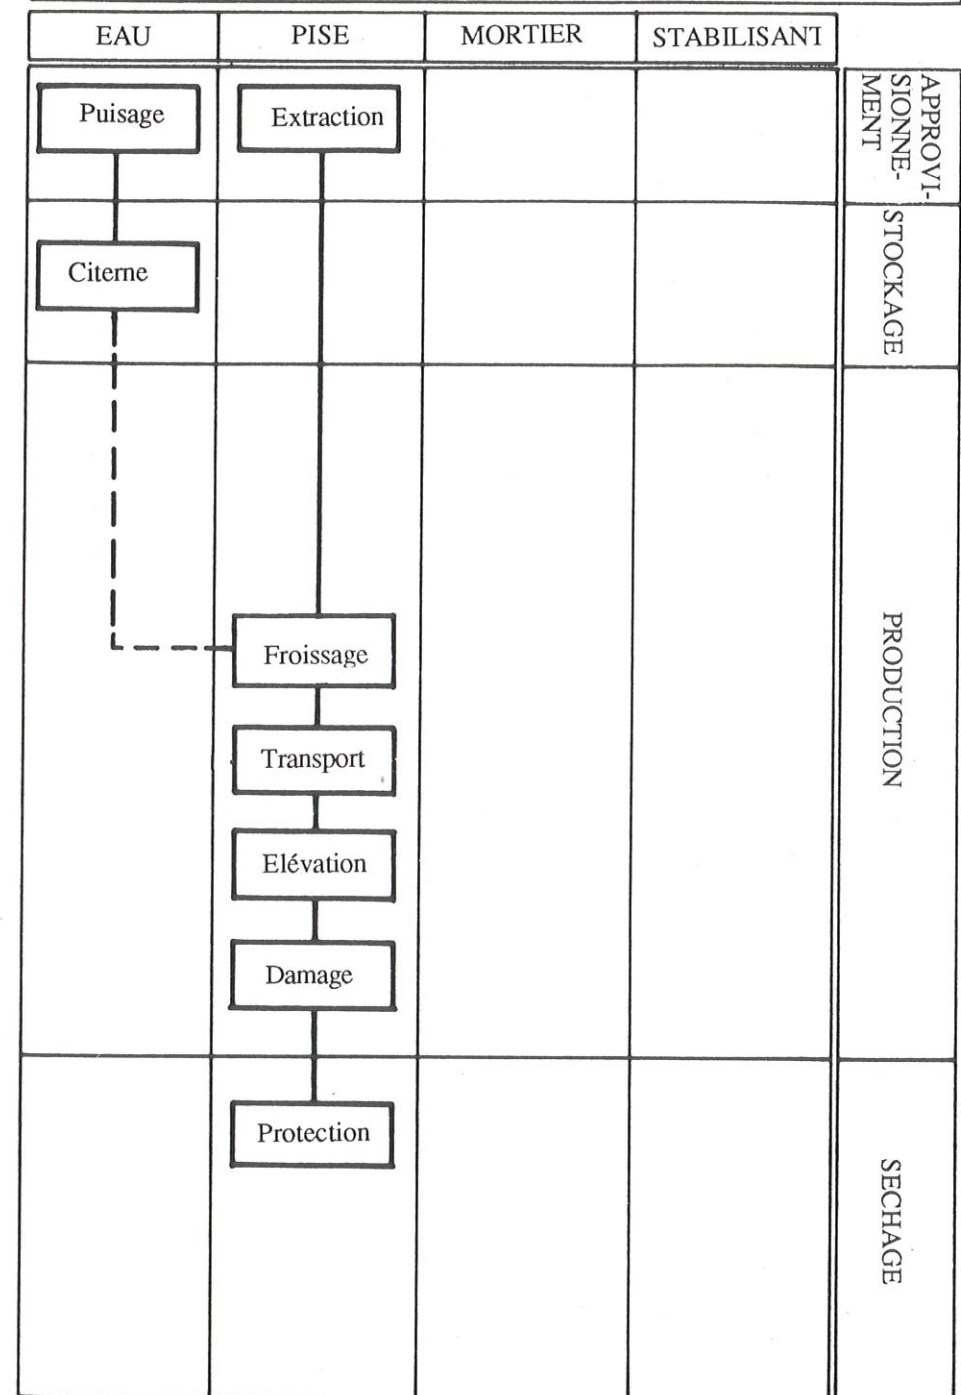 EAU
PISE
MORTIER
STABILISANT
Puisage
Extraction
APPROVI-
SIONNE-
MENT
Citerne
STOCKAGE
Froissage
Transport
Elévation
Damage
PRODUCTION
Protection
SECHAGE